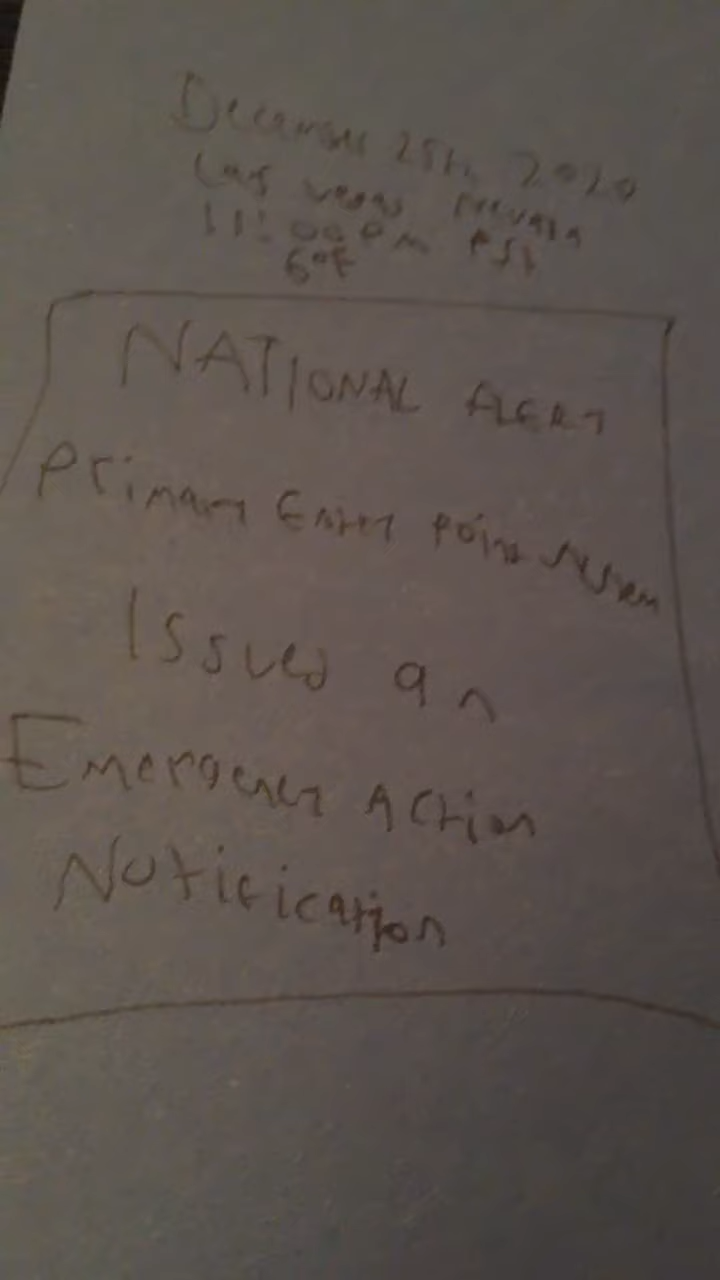 December 25th, 2020
Las Vegas Nevada
11:00 PM PST
60F
NATIONAL ALERT
Primary Entry Point System
Issued an
Emergency Action
Notification